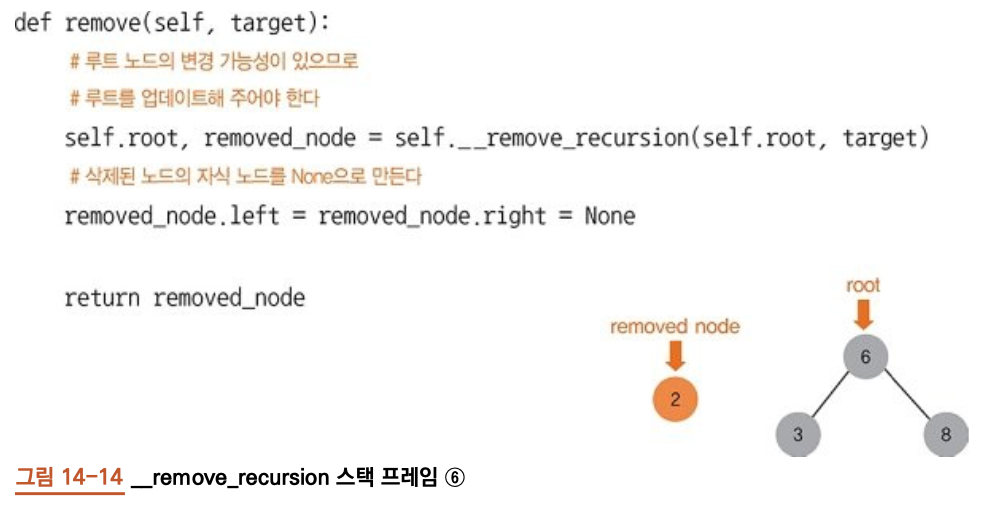 def remove(self, target):
# 루트 노드의 변경 가능성이 있으므로
# 루트를 업데이트해 주어야 한다
self.root, removed_node = self.__remove_recursion(self.root, target)
# 삭제된 노드의 자식 노드를 None으로 만든다
removed_node.left = removed_node.right = None
return removed_node
root
removed node
6
2
3
8
그림 14-14 __remove_recursion 스택 프레임 ⑥